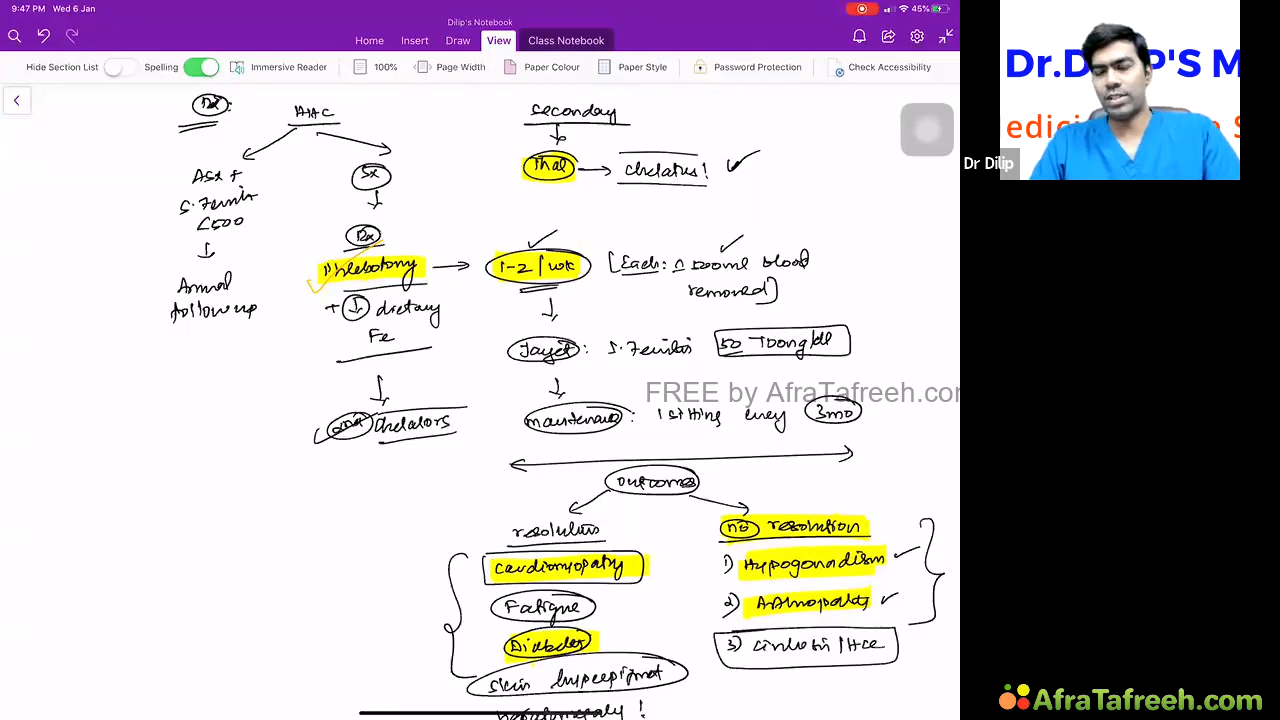 9:47 PM Wed 6 Jan
45%
Dilip's Notebook
Home Insert Draw View Class Notebook
Hide Section List Spelling Immersive Reader 100% Page Width Paper Colour Paper Style Password Protection Check Accessibility
Dr.D P'S M
edisi e S
Dr Dilip
Rx:
HHC
Secondary
Thal → chelators!
ASx +
S. Ferritin
<500
Annual
follow up
Sx
Rx
Phlebotomy → 1-2/wk [Each: 500ml blood
removed]
+ ↓ dietary
Fe
Chelators
Target: S. Ferritin 50-100ng/dl
FREE by AfraTafreeh.com
maintenance: 1 sitting every 3mo
outcomes
resolution
Cardiomyopathy
Fatigue
Diabetes
Skin hyperpigment
hepatomegaly!
no resolution
1) Hypogonadism
2) Arthropathy
3) Cirrhosis/HCC
AfraTafreeh.com